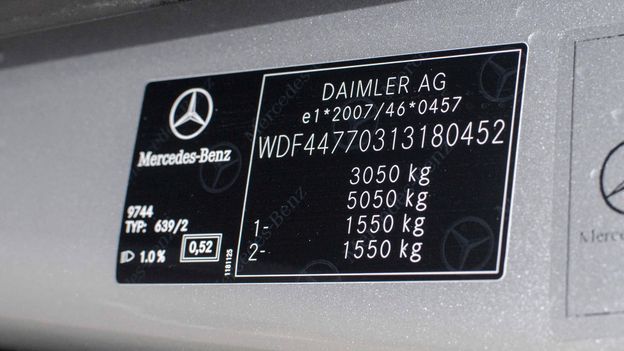 Mercedes-Benz
9744
TYP: 639/2
1.0 %
0,52
1181125
DAIMLER AG
e1*2007/46*0457
WDF44770313180452
3050 kg
5050 kg
1- 1550 kg
2- 1550 kg